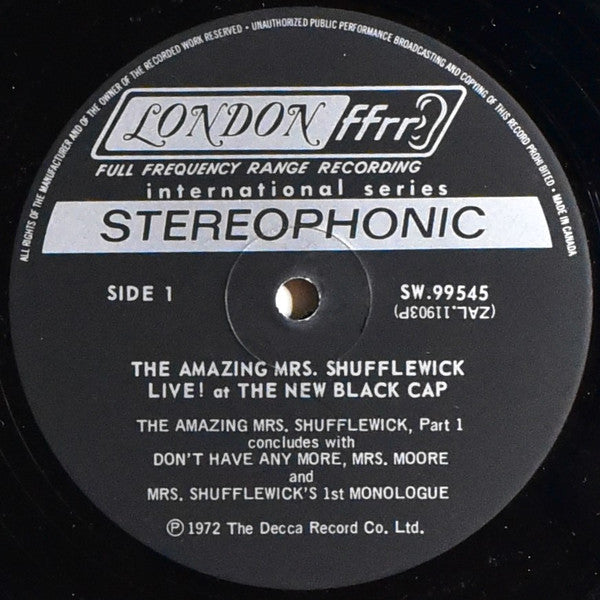 ALL RIGHTS OF THE MANUFACTURER AND OF THE OWNER OF THE RECORDED WORK RESERVED • UNAUTHORIZED PUBLIC PERFORMANCE BROADCASTING AND COPYING OF THIS RECORD PROHIBITED • MADE IN CANADA
LONDON ffrr
FULL FREQUENCY RANGE RECORDING
international series
STEREOPHONIC
SIDE 1
SW.99545
(ZAL.11903P)
THE AMAZING MRS. SHUFFLEWICK
LIVE! at THE NEW BLACK CAP
THE AMAZING MRS. SHUFFLEWICK, Part 1
concludes with
DON'T HAVE ANY MORE, MRS. MOORE
and
MRS. SHUFFLEWICK'S 1st MONOLOGUE
℗ 1972 The Decca Record Co. Ltd.